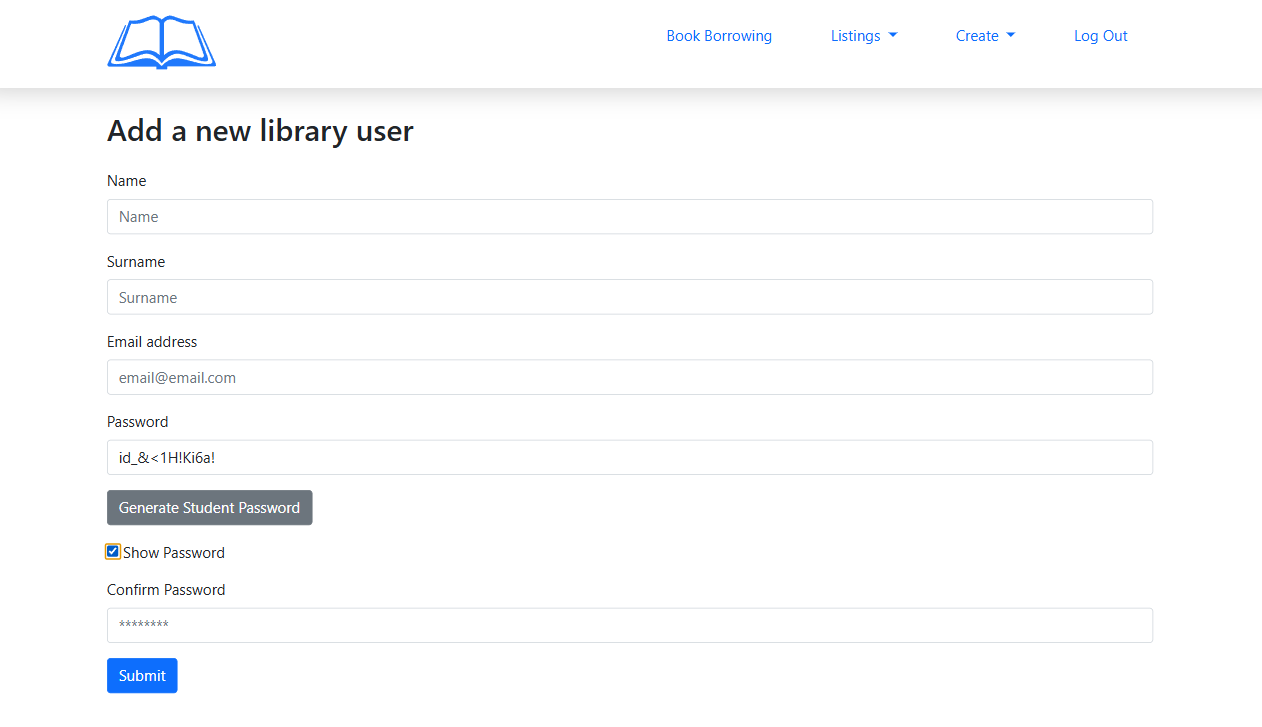 Book Borrowing Listings Create Log Out
Add a new library user
Name
Name
Surname
Surname
Email address
email@email.com
Password
id_&<1H!Ki6a!
Generate Student Password
Show Password
Confirm Password
********
Submit